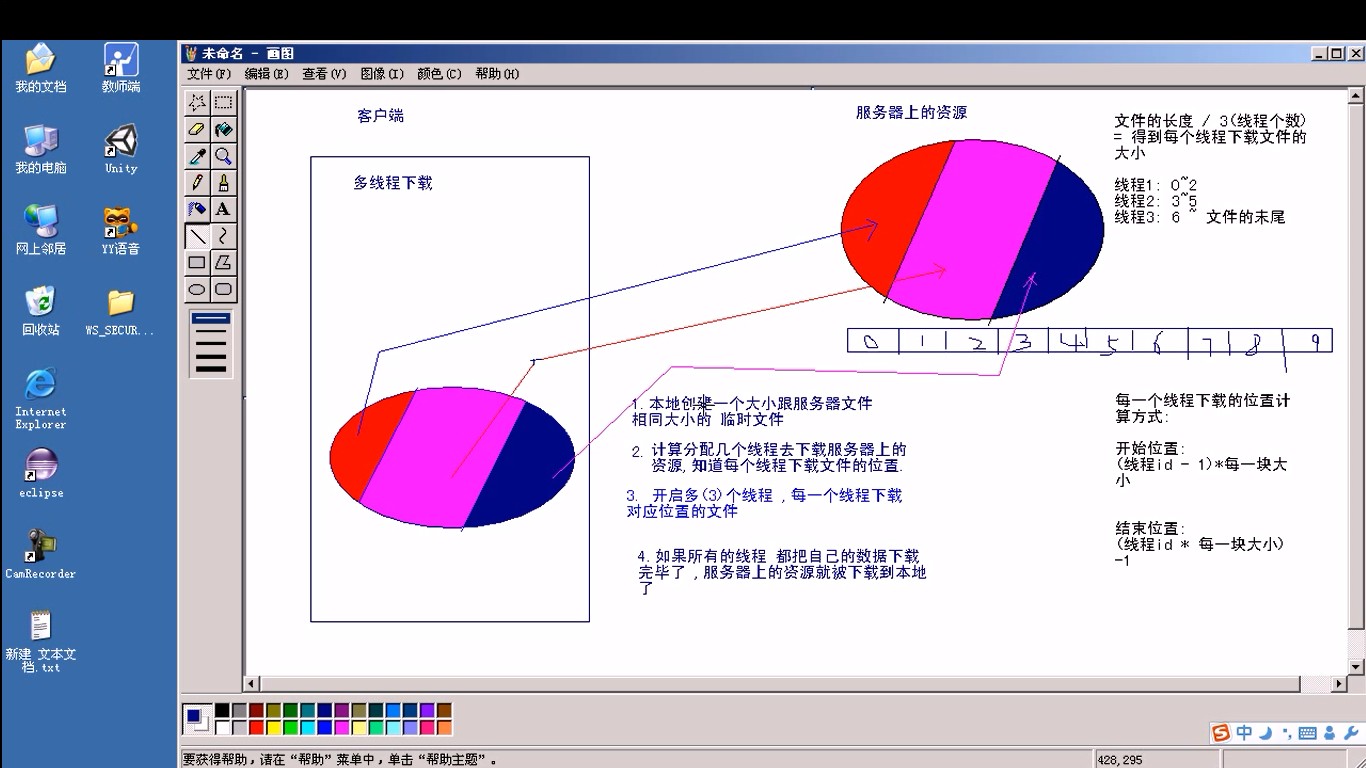 我的文档
教师端
我的电脑
Unity
网上邻居
YY语音
回收站
WS_SECUR...
Internet
Explorer
eclipse
CamRecorder
新建 文本文
档.txt
未命名 - 画图
文件(F) 编辑(E) 查看(V) 图像(I) 颜色(C) 帮助(H)
客户端
多线程下载
服务器上的资源
文件的长度 / 3(线程个数)
= 得到每个线程下载文件的
大小
线程1: 0~2
线程2: 3~5
线程3: 6 ~ 文件的末尾
0 1 2 3 4 5 6 7 8 9
1. 本地创建一个大小跟服务器文件
相同大小的 临时文件
2. 计算分配几个线程去下载服务器上的
资源, 知道每个线程下载文件的位置.
3. 开启多(3)个线程 , 每一个线程下载
对应位置的文件
4. 如果所有的线程 都把自己的数据下载
完毕了 , 服务器上的资源就被下载到本地
了
每一个线程下载的位置计
算方式:
开始位置:
(线程id - 1)*每一块大
小
结束位置:
(线程id * 每一块大小)
-1
中
要获得帮助，请在“帮助”菜单中，单击“帮助主题”。
428,295